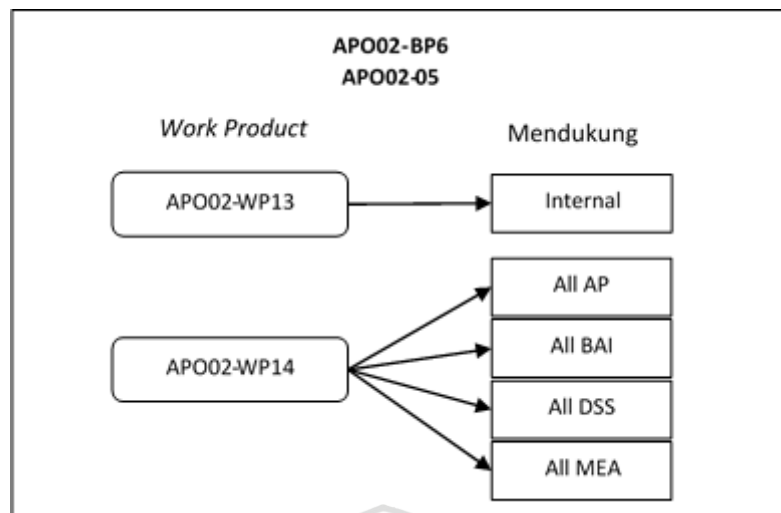 APO02-BP6
APO02-05
Work Product
Mendukung
APO02-WP13
Internal
All AP
All BAI
APO02-WP14
All DSS
All MEA